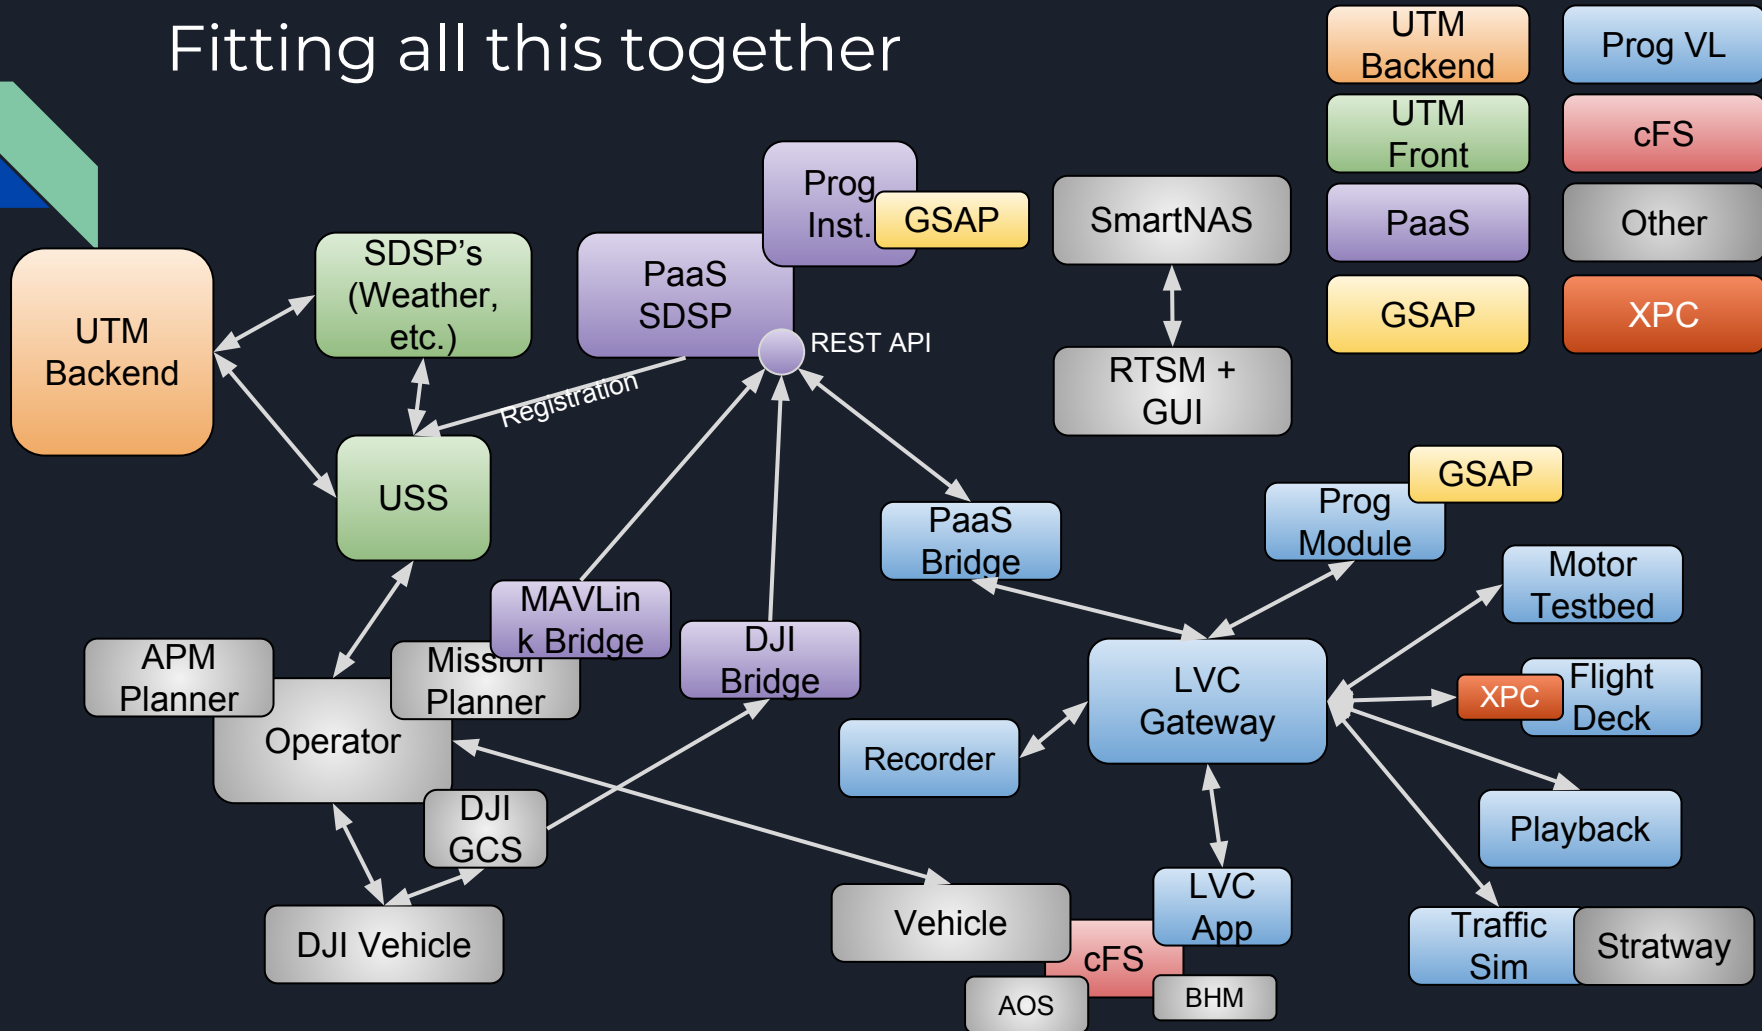 Fitting all this together
UTM
Backend
Prog VL
UTM
Front
cFS
PaaS
Other
GSAP
XPC
Prog
Inst.
GSAP
SmartNAS
SDSP's
(Weather,
etc.)
PaaS
SDSP
UTM
Backend
REST API
RTSM +
GUI
Registration
USS
GSAP
Prog
Module
PaaS
Bridge
Motor
Testbed
MAVLin
k Bridge
DJI
Bridge
APM
Planner
Mission
Planner
Operator
LVC
Gateway
XPC
Flight
Deck
Recorder
DJI
GCS
Playback
LVC
App
Vehicle
DJI Vehicle
cFS
Traffic
Sim
Stratway
AOS
BHM